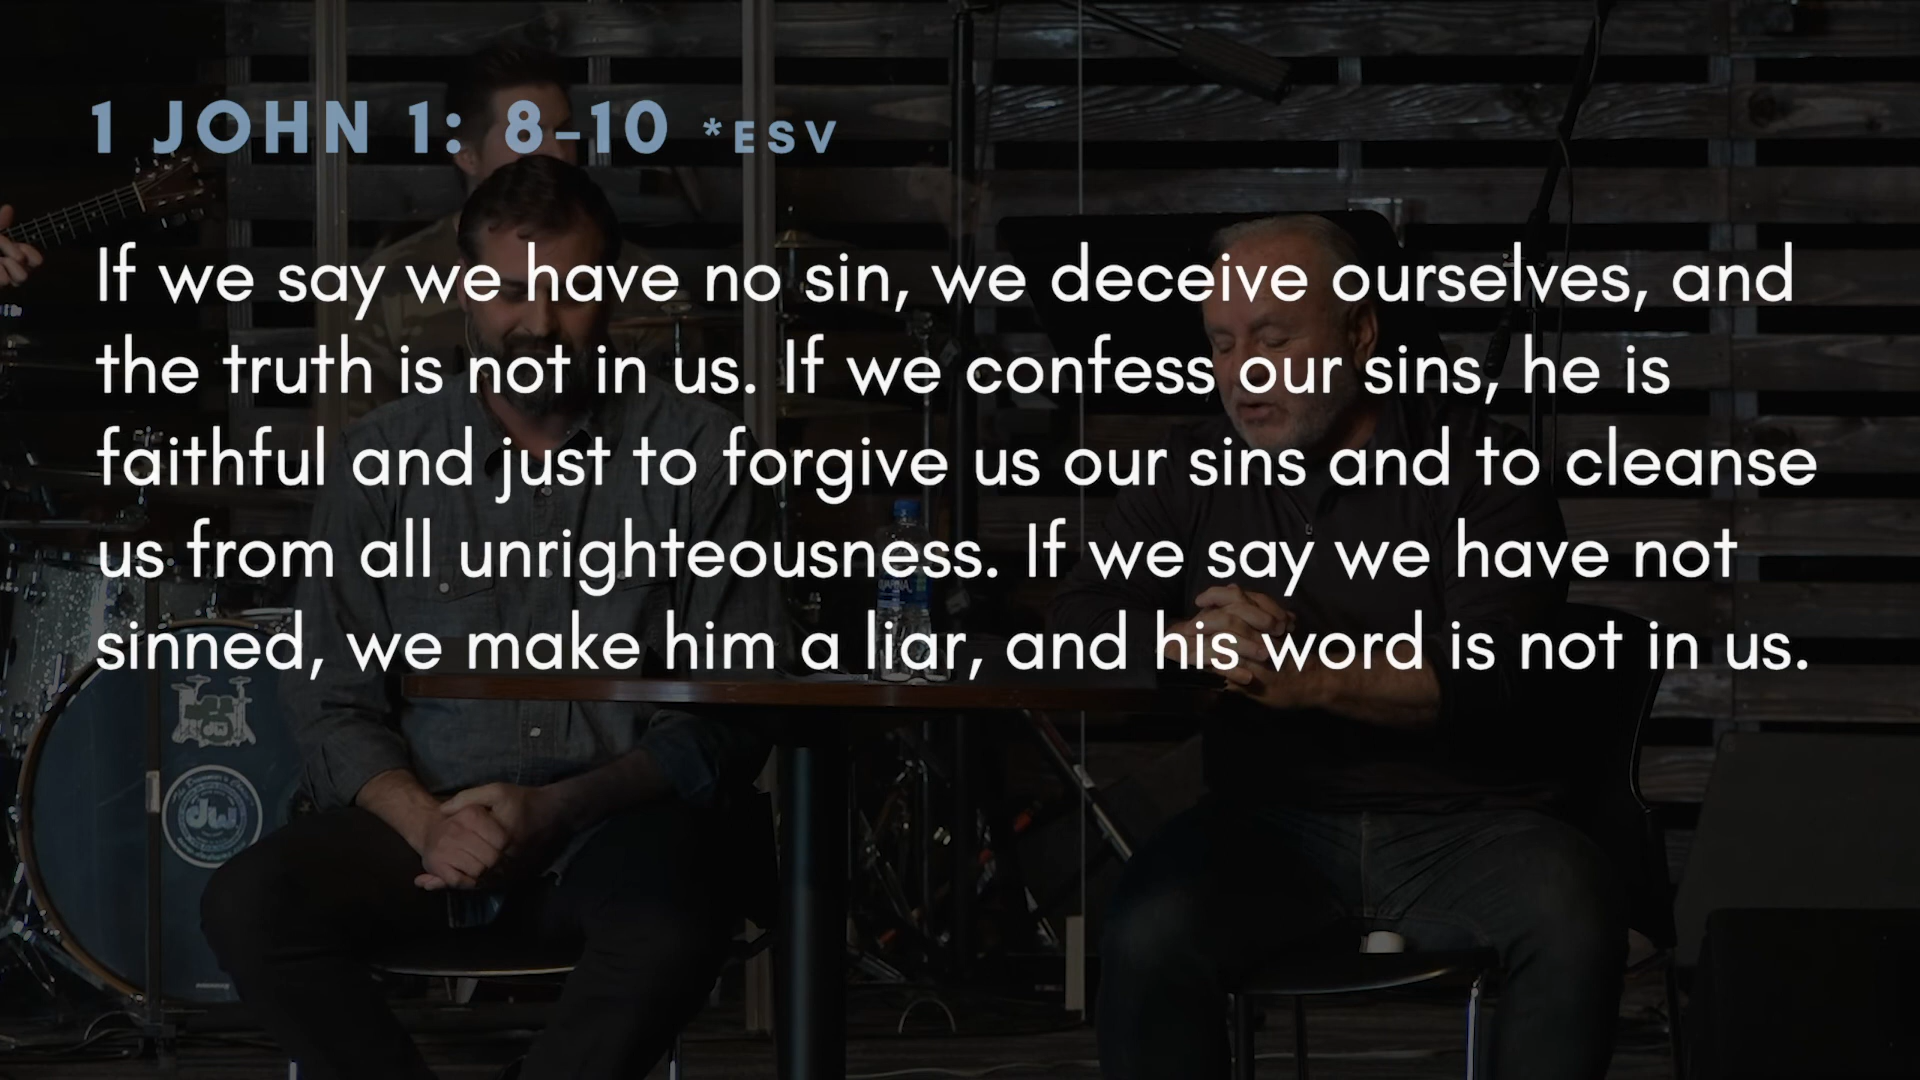 1 JOHN 1: 8-10 *ESV
If we say we have no sin, we deceive ourselves, and
the truth is not in us. If we confess our sins, he is
faithful and just to forgive us our sins and to cleanse
us from all unrighteousness. If we say we have not
sinned, we make him a liar, and his word is not in us.
dw
dw